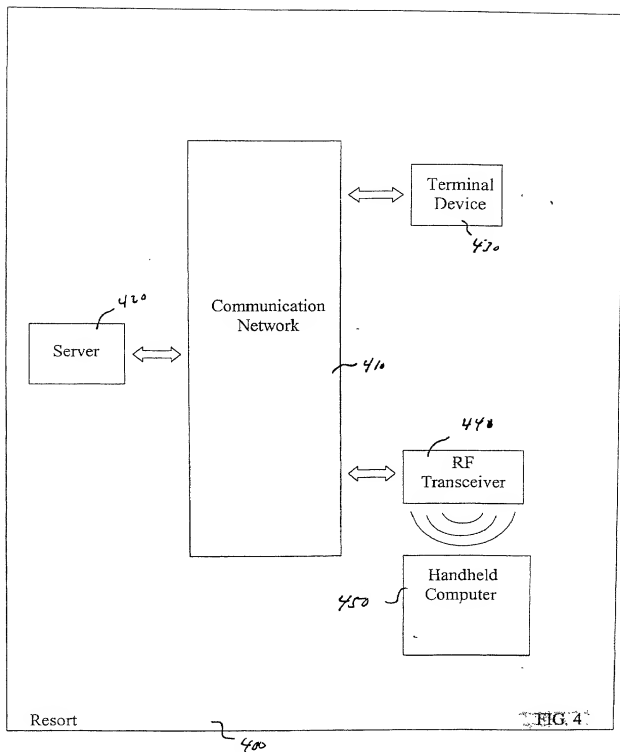 Terminal
Device
430
420
Communication
Network
Server
410
440
RF
Transceiver
Handheld
Computer
450
Resort
FIG. 4
400